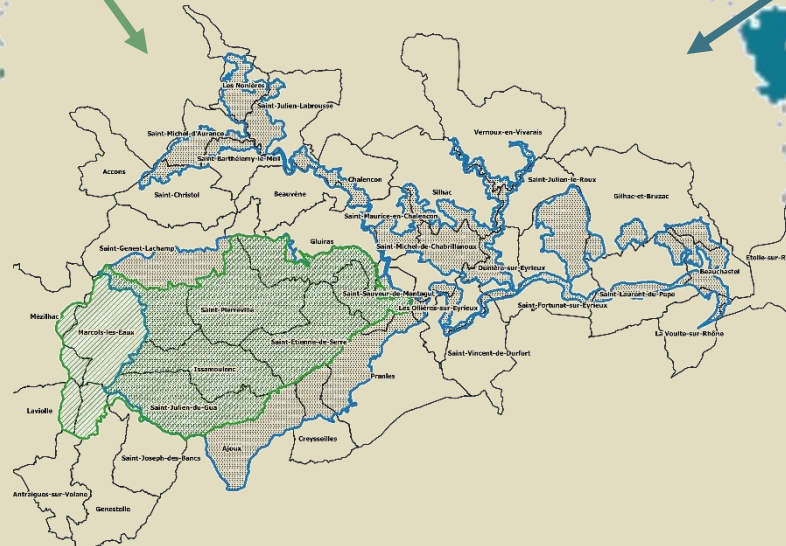 Les Nonières
Saint-Julien-Labrousse
Saint-Michel-d'Aurance
Vernoux-en-Vivarais
Saint-Barthélemy-le-Meil
Accons
Chalencon
Saint-Julien-le-Roux
Saint-Christol
Beauvène
Silhac
Gilhac-et-Bruzac
Saint-Maurice-en-Chalencon
Gluiras
Saint-Michel-de-Chabrillanoux
Saint-Genest-Lachamp
Etoile-sur-R
Dunière-sur-Eyrieux
Beauchastel
Saint-Sauveur-de-Montagut
Saint-Laurent-du-Pape
Saint-Fortunat-sur-Eyrieux
Les Ollières-sur-Eyrieux
Saint-Pierreville
Mézilhac
Marcols-les-Eaux
La Voulte-sur-Rhône
Saint-Etienne-de-Serre
Saint-Vincent-de-Durfort
Issamoulenc
Pranles
Saint-Julien-du-Gua
Laviolle
Creysseilles
Ajoux
Saint-Joseph-des-Bancs
Antraigues-sur-Volane
Genestelle